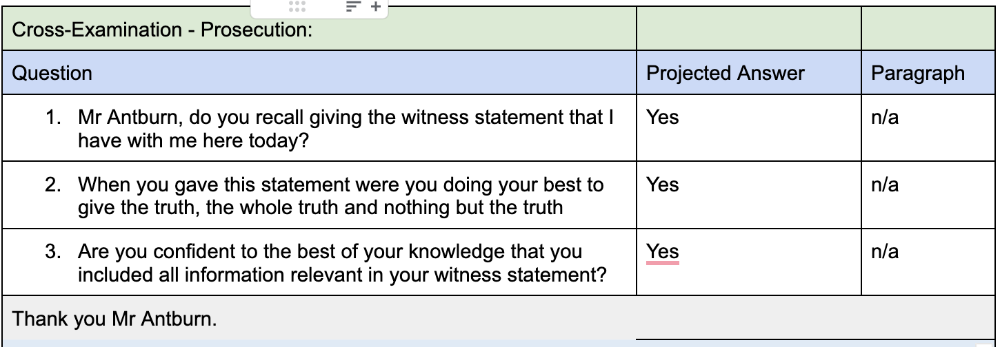 Cross-Examination - Prosecution:
Question Projected Answer Paragraph
1. Mr Antburn, do you recall giving the witness statement that I Yes n/a
have with me here today?
2. When you gave this statement were you doing your best to Yes n/a
give the truth, the whole truth and nothing but the truth
3. Are you confident to the best of your knowledge that you Yes n/a
included all information relevant in your witness statement?
Thank you Mr Antburn.